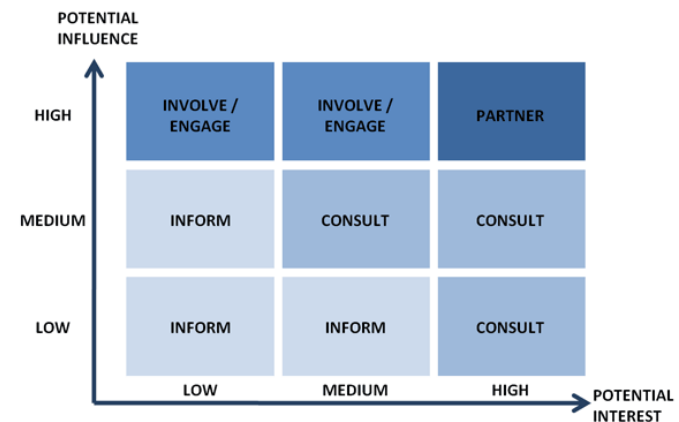 POTENTIAL
INFLUENCE
HIGH
INVOLVE /
ENGAGE
INVOLVE /
ENGAGE
PARTNER
MEDIUM
INFORM
CONSULT
CONSULT
LOW
INFORM
INFORM
CONSULT
LOW
MEDIUM
HIGH
POTENTIAL
INTEREST